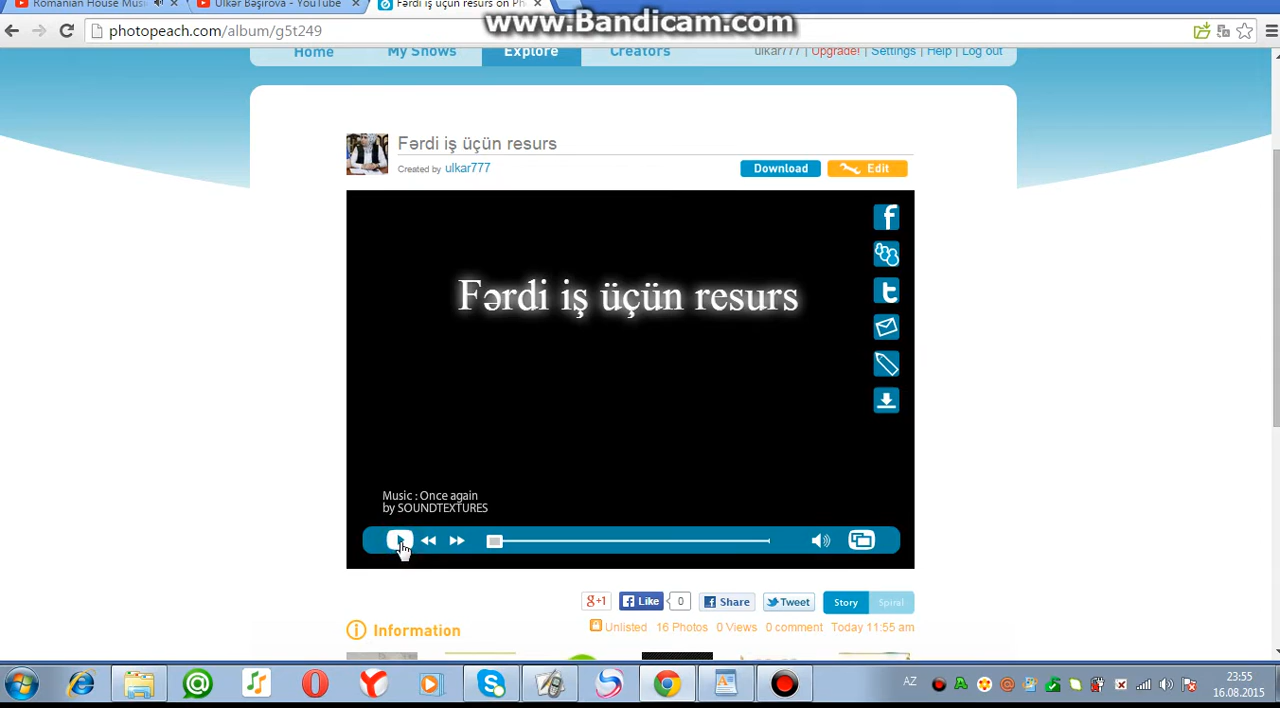 www.Bandicam.com
Romanian House Musi
Ülkər Bəşirova - YouTube
Fərdi iş üçün resurs on Ph
photopeach.com/album/g5t249
Home
My Shows
Explore
Creators
ulkar777 | Upgrade! | Settings | Help | Log out
Fərdi iş üçün resurs
Created by ulkar777
Download
Edit
Fərdi iş üçün resurs
Music : Once again
by SOUNDTEXTURES
g+1
Like
0
Share
Tweet
Story
Spiral
Information
Unlisted 16 Photos 0 Views 0 comment Today 11:55 am
AZ
23:55
16.08.2015